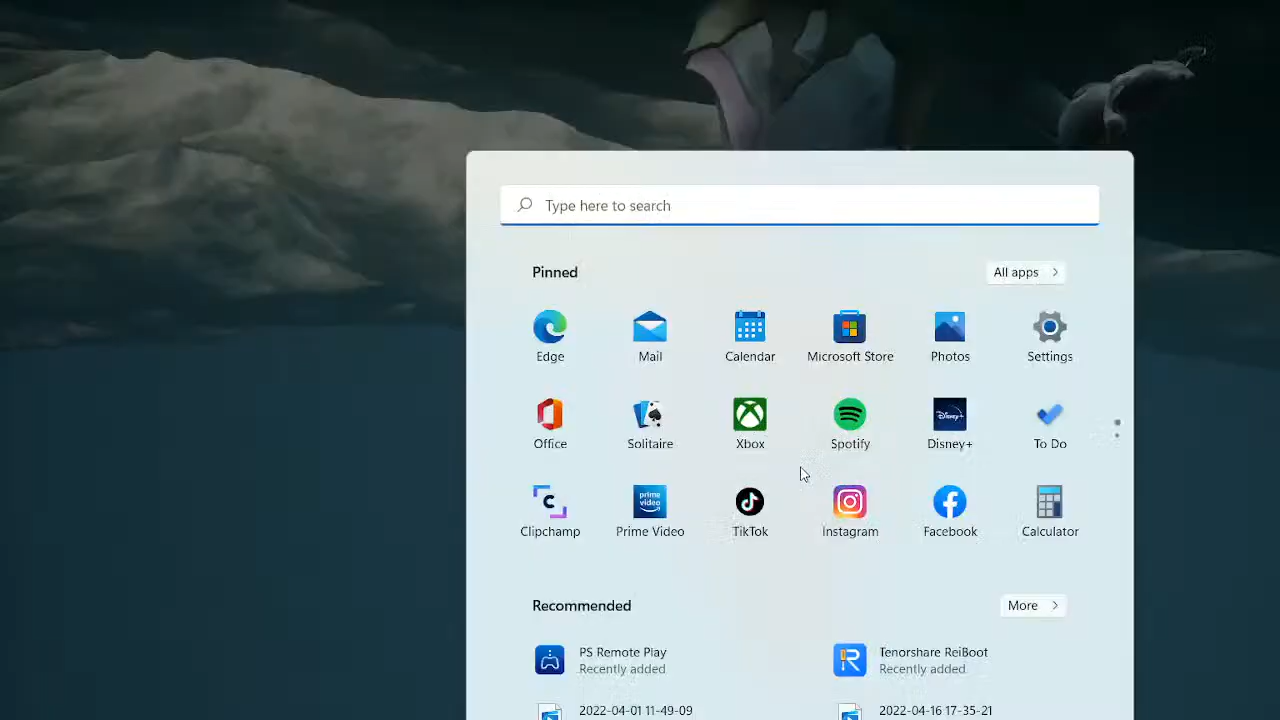 Type here to search
Pinned
All apps
Edge
Mail
Calendar
Microsoft Store
Photos
Settings
Office
Solitaire
Xbox
Spotify
Disney+
To Do
Clipchamp
Prime Video
TikTok
Instagram
Facebook
Calculator
Recommended
More
PS Remote Play
Recently added
Tenorshare ReiBoot
Recently added
2022-04-01 11-49-09
2022-04-16 17-35-21